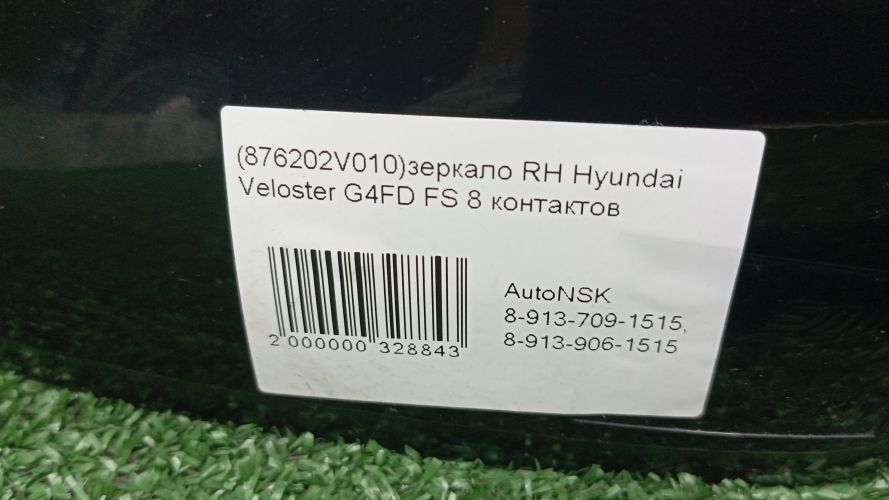 (876202V010)зеркало RH Hyundai
Veloster G4FD FS 8 контактов
AutoNSK
8-913-709-1515,
8-913-906-1515
2 000000 328843